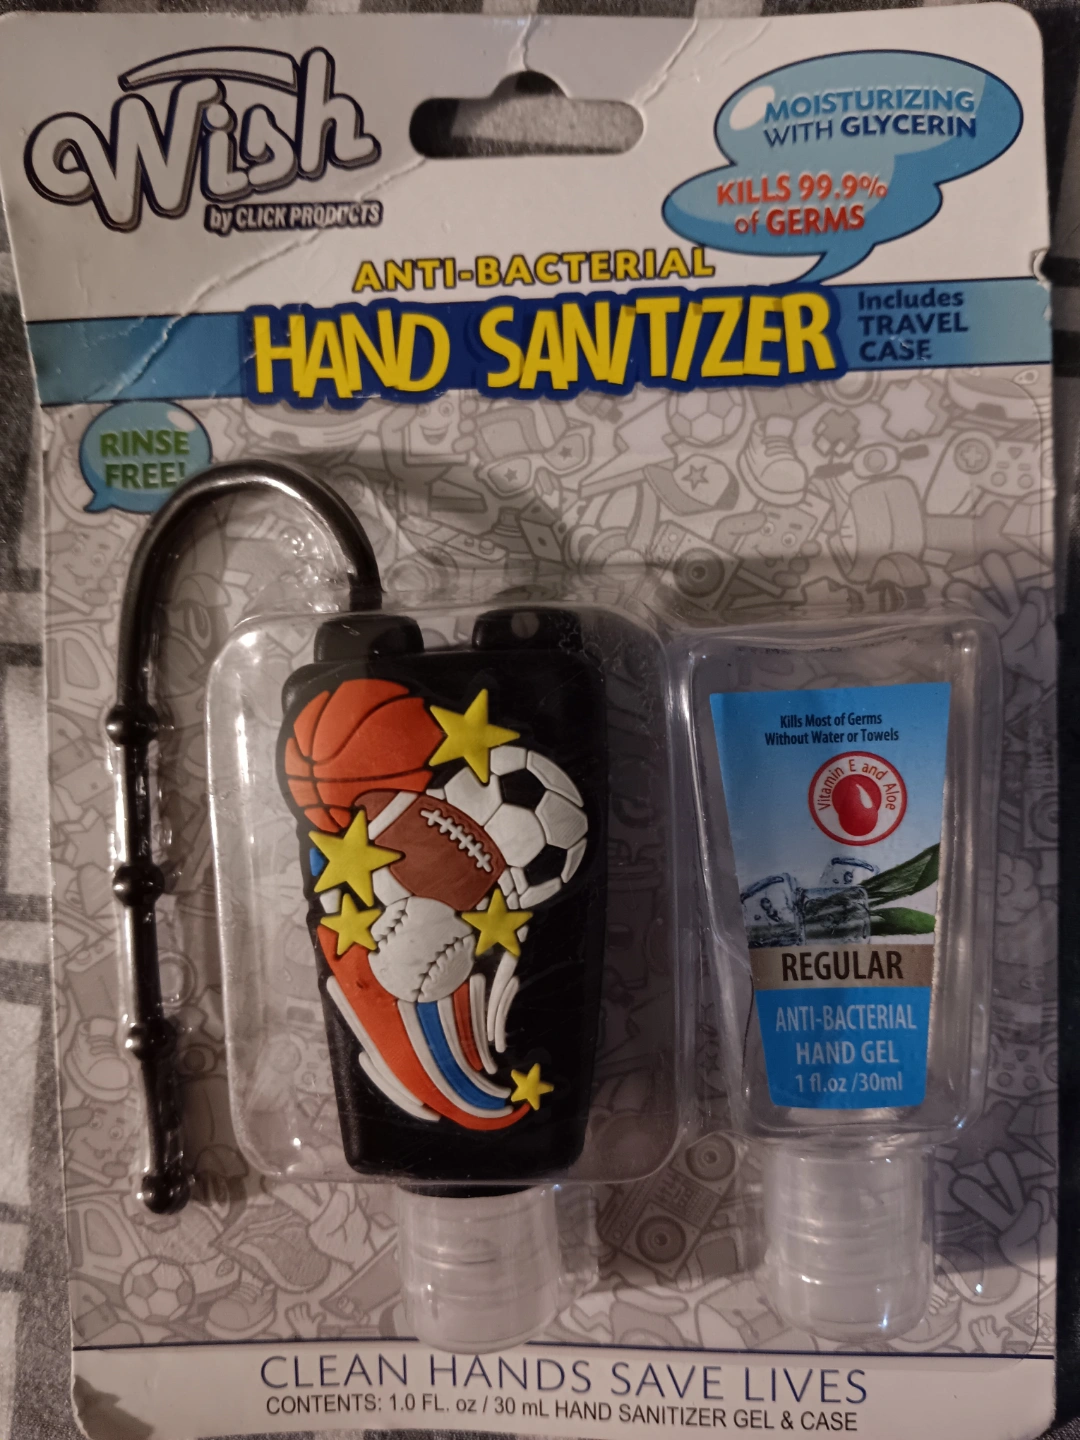 Wish
by CLICK PRODUCTS
MOISTURIZING
WITH GLYCERIN
KILLS 99.9%
of GERMS
ANTI-BACTERIAL
HAND SANITIZER
Includes
TRAVEL
CASE
RINSE
FREE!
Kills Most of Germs
Without Water or Towels
Vitamin E and Aloe
REGULAR
ANTI-BACTERIAL
HAND GEL
1 fl.oz /30ml
CLEAN HANDS SAVE LIVES
CONTENTS: 1.0 FL. oz / 30 mL HAND SANITIZER GEL & CASE